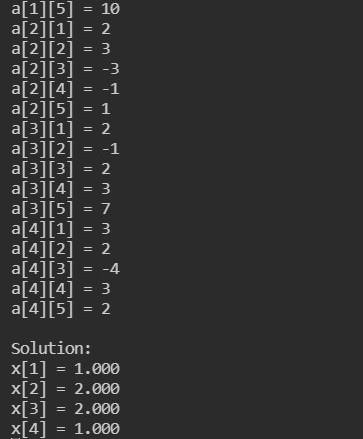 a[1][5] = 10
a[2][1] = 2
a[2][2] = 3
a[2][3] = -3
a[2][4] = -1
a[2][5] = 1
a[3][1] = 2
a[3][2] = -1
a[3][3] = 2
a[3][4] = 3
a[3][5] = 7
a[4][1] = 3
a[4][2] = 2
a[4][3] = -4
a[4][4] = 3
a[4][5] = 2
Solution:
x[1] = 1.000
x[2] = 2.000
x[3] = 2.000
x[4] = 1.000